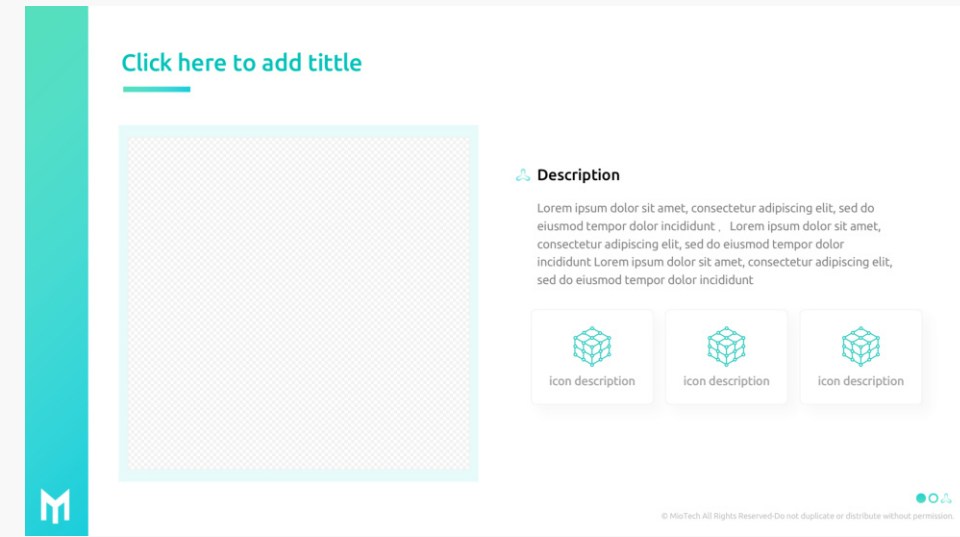 Click here to add tittle
Description
Lorem ipsum dolor sit amet, consectetur adipiscing elit, sed do
eiusmod tempor dolor incididunt 、Lorem ipsum dolor sit amet,
consectetur adipiscing elit, sed do eiusmod tempor dolor
incididunt Lorem ipsum dolor sit amet, consectetur adipiscing elit,
sed do eiusmod tempor dolor incididunt
icon description
icon description
icon description
© MioTech All Rights Reserved-Do not duplicate or distribute without permission.